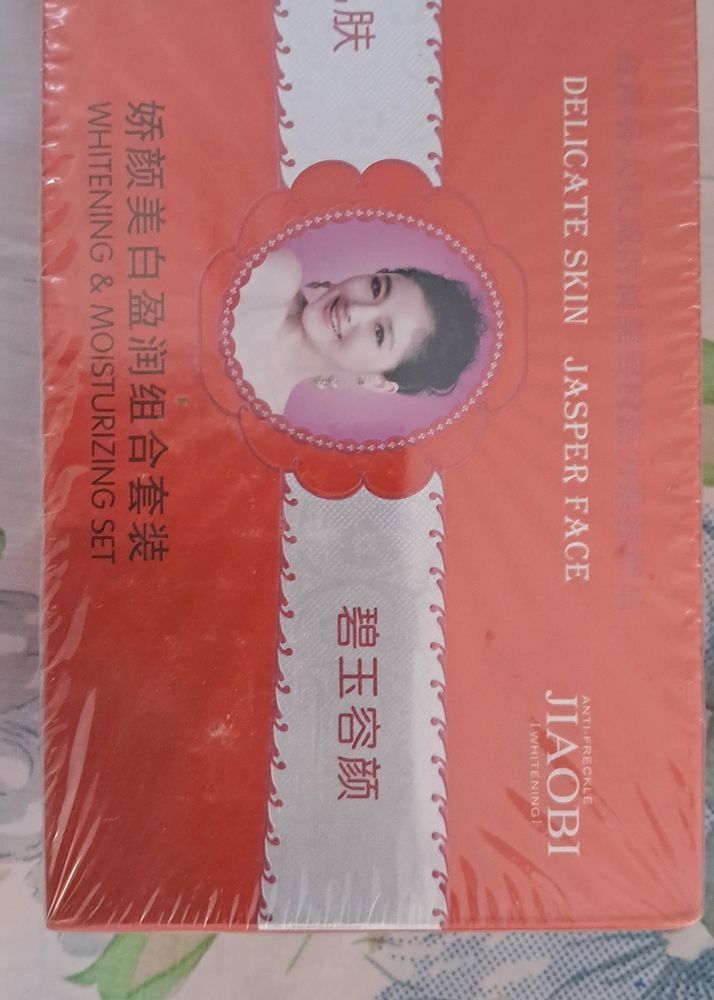 DELICATE SKIN JASPER FACE
ANTI-FRECKLE
JIAOBI
[WHITENING]
肤
碧玉容颜
娇颜美白盈润组合套装
WHITENING & MOISTURIZING SET